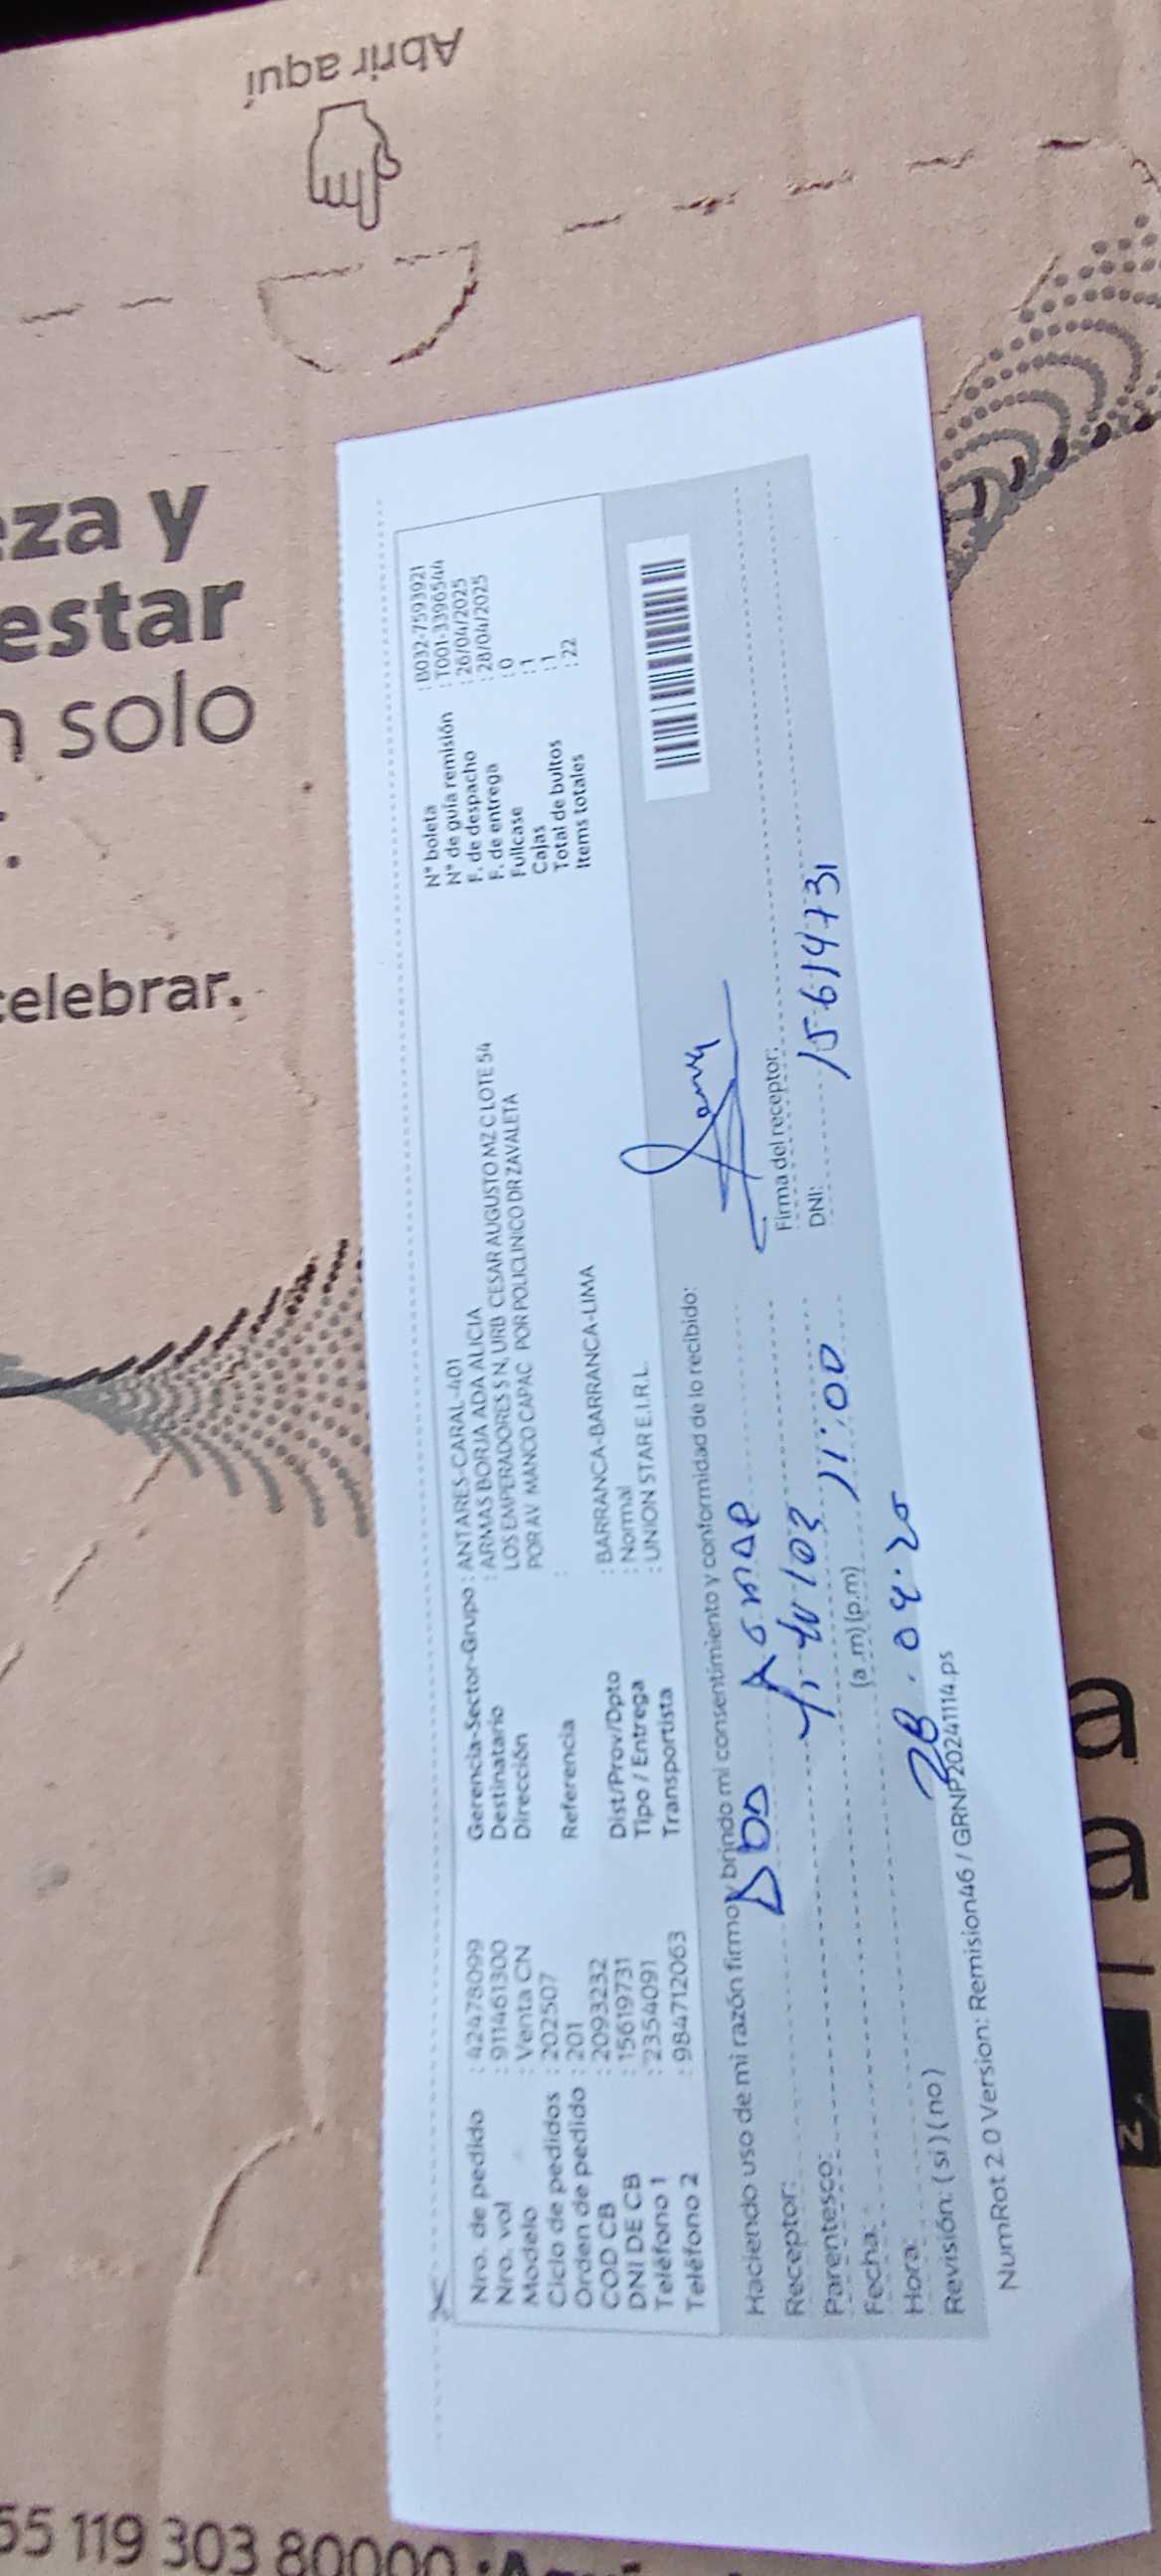 Abrir aquí
za y
estar
solo
celebrar.
55 119 303 80000
Nro. de pedido : 42478099
Nro. vol : 911461300
Modelo : Venta CN
Ciclo de pedidos : 202507
Orden de pedido : 201
COD CB : 2093232
DNI DE CB : 15619731
Teléfono 1 : 2354091
Teléfono 2 : 984712063
Gerencia-Sector-Grupo : ANTARES-CARAL-401
Destinatario : ARMAS BORJA ADA ALICIA
Dirección LOS EMPERADORES S N, URB CESAR AUGUSTO MZ C LOTE 54
POR AV MANCO CAPAC POR POLICLINICO DR ZAVALETA
Referencia :
Dist/Prov/Dpto : BARRANCA-BARRANCA-LIMA
Tipo / Entrega : Normal
Transportista : UNION STAR E.I.R.L.
N° boleta : B032-7593921
N° de guía remisión : T001-3396544
F. de despacho : 26/04/2025
F. de entrega : 28/04/2025
Fullcase : 0
Cajas : 1
Total de bultos : 1
Items totales : 22
Haciendo uso de mi razón firmo y brindo mi consentimiento y conformidad de lo recibido:
Receptor:
Parentesco:
Fecha: (a.m)(p.m) 11:00
Hora: 28.04.25
Revisión: (si)(no)
Firma del receptor:
DNI: 15619731
NumRot 2.0 Version: Remision46 / GRNP20241114.ps